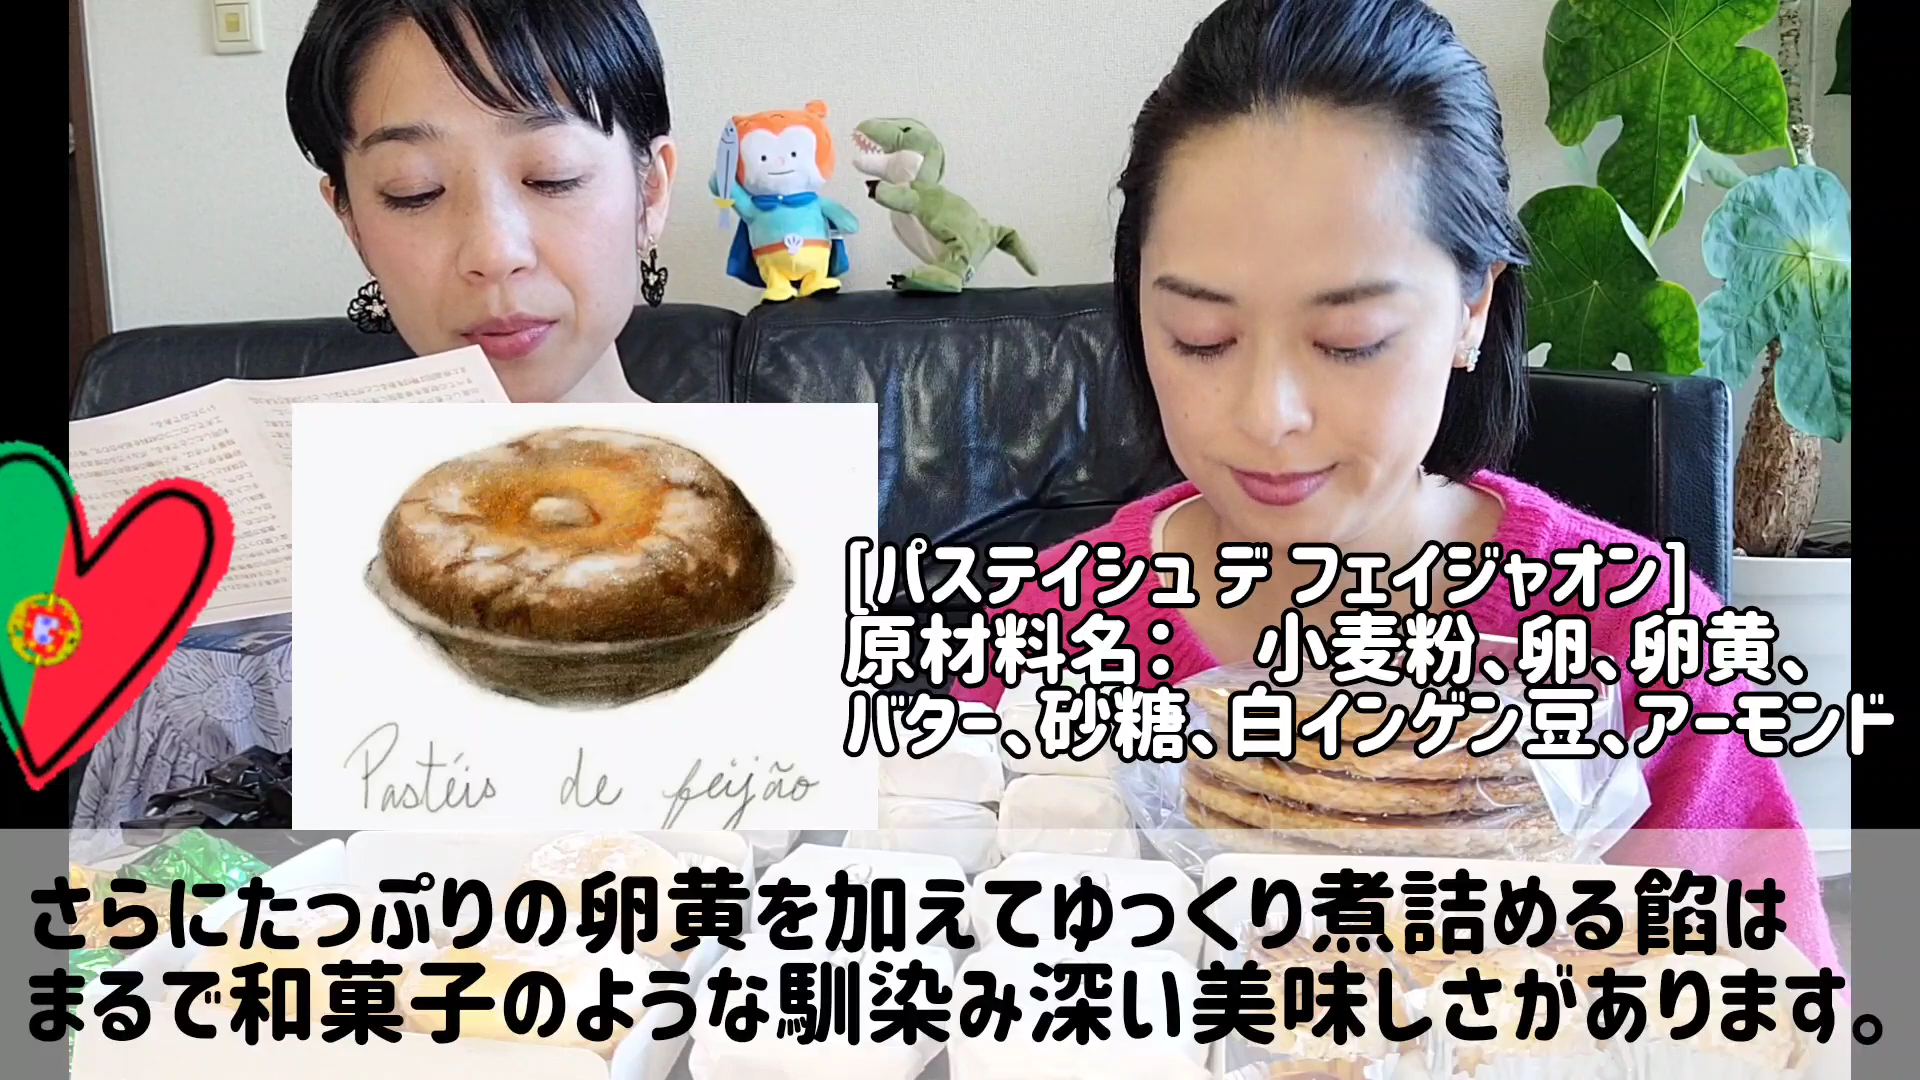 Pastéis de feijão
[パステイシュ デ フェイジャオン]
原材料名: 小麦粉、卵、卵黄、
バター、砂糖、白インゲン豆、アーモンド
さらにたっぷりの卵黄を加えてゆっくり煮詰める餡は
まるで和菓子のような馴染み深い美味しさがあります。